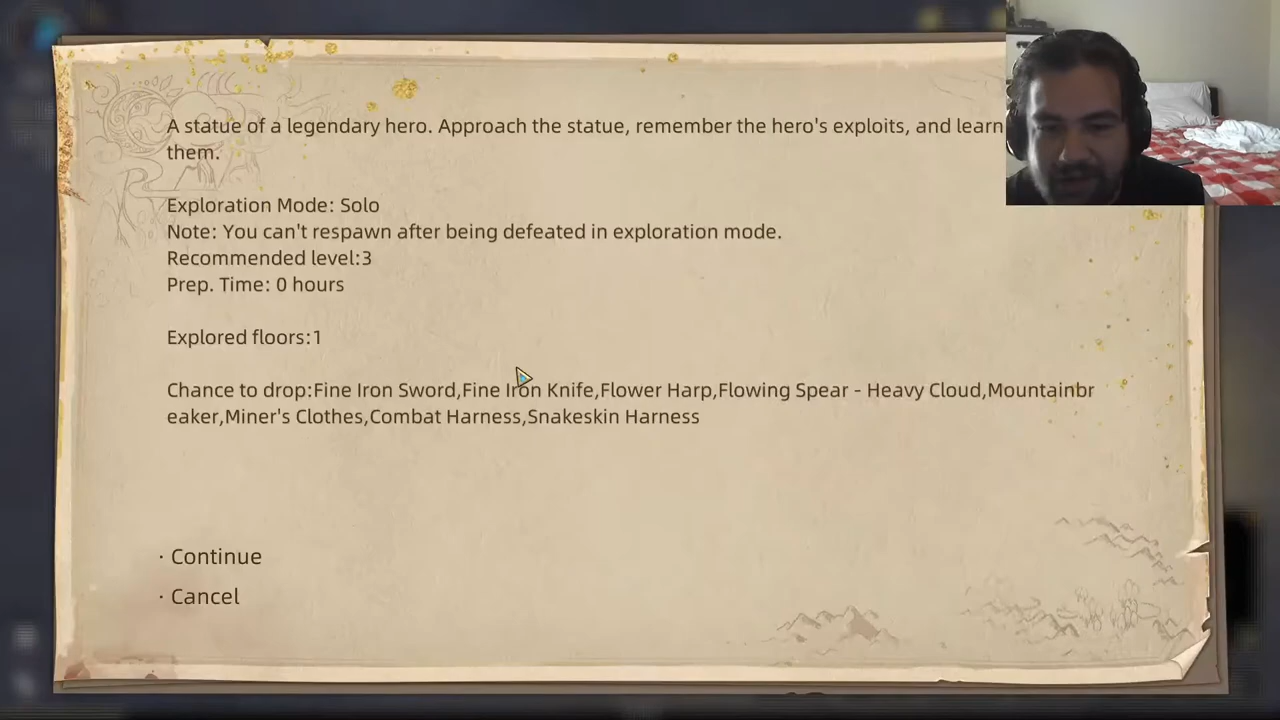 A statue of a legendary hero. Approach the statue, remember the hero's exploits, and learn
them.
Exploration Mode: Solo
Note: You can't respawn after being defeated in exploration mode.
Recommended level:3
Prep. Time: 0 hours
Explored floors:1
Chance to drop:Fine Iron Sword,Fine Iron Knife,Flower Harp,Flowing Spear - Heavy Cloud,Mountainbr
eaker,Miner's Clothes,Combat Harness,Snakeskin Harness
· Continue
· Cancel